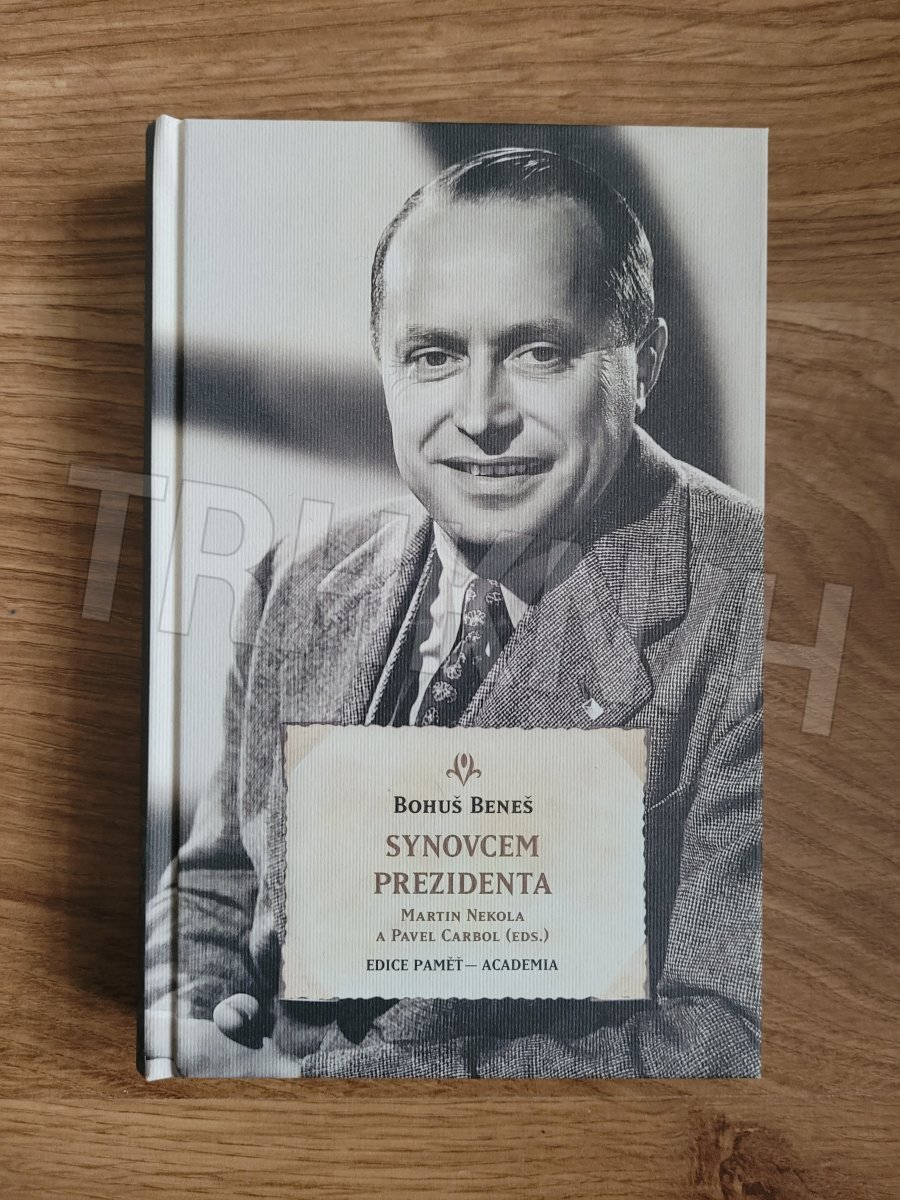 Bohuš Beneš
SYNOVCEM
PREZIDENTA
Martin Nekola
a Pavel Carbol (eds.)
EDICE PAMĚŤ — ACADEMIA